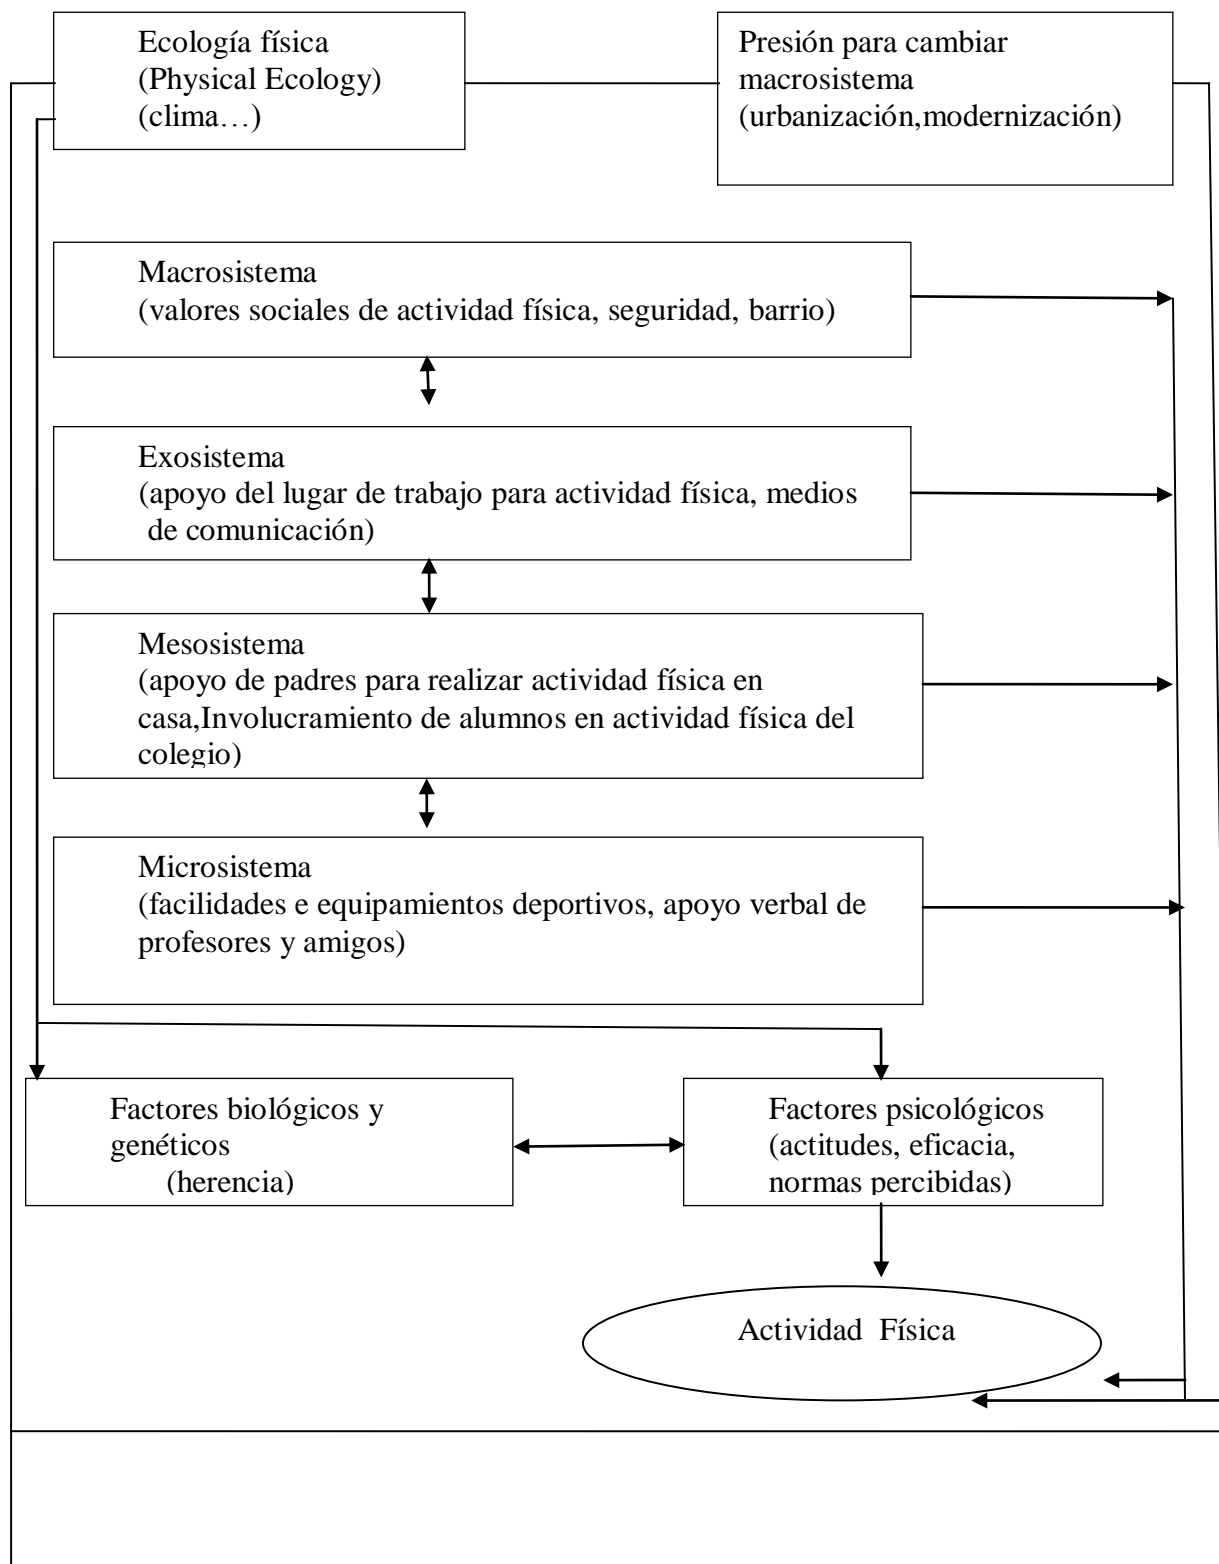 Ecología física
(Physical Ecology)
(clima…)
Presión para cambiar
macrosistema
(urbanización,modernización)
Macrosistema
(valores sociales de actividad física, seguridad, barrio)
Exosistema
(apoyo del lugar de trabajo para actividad física, medios
de comunicación)
Mesosistema
(apoyo de padres para realizar actividad física en
casa,Involucramiento de alumnos en actividad física del
colegio)
Microsistema
(facilidades e equipamientos deportivos, apoyo verbal de
profesores y amigos)
Factores biológicos y
genéticos
(herencia)
Factores psicológicos
(actitudes, eficacia,
normas percibidas)
Actividad Física